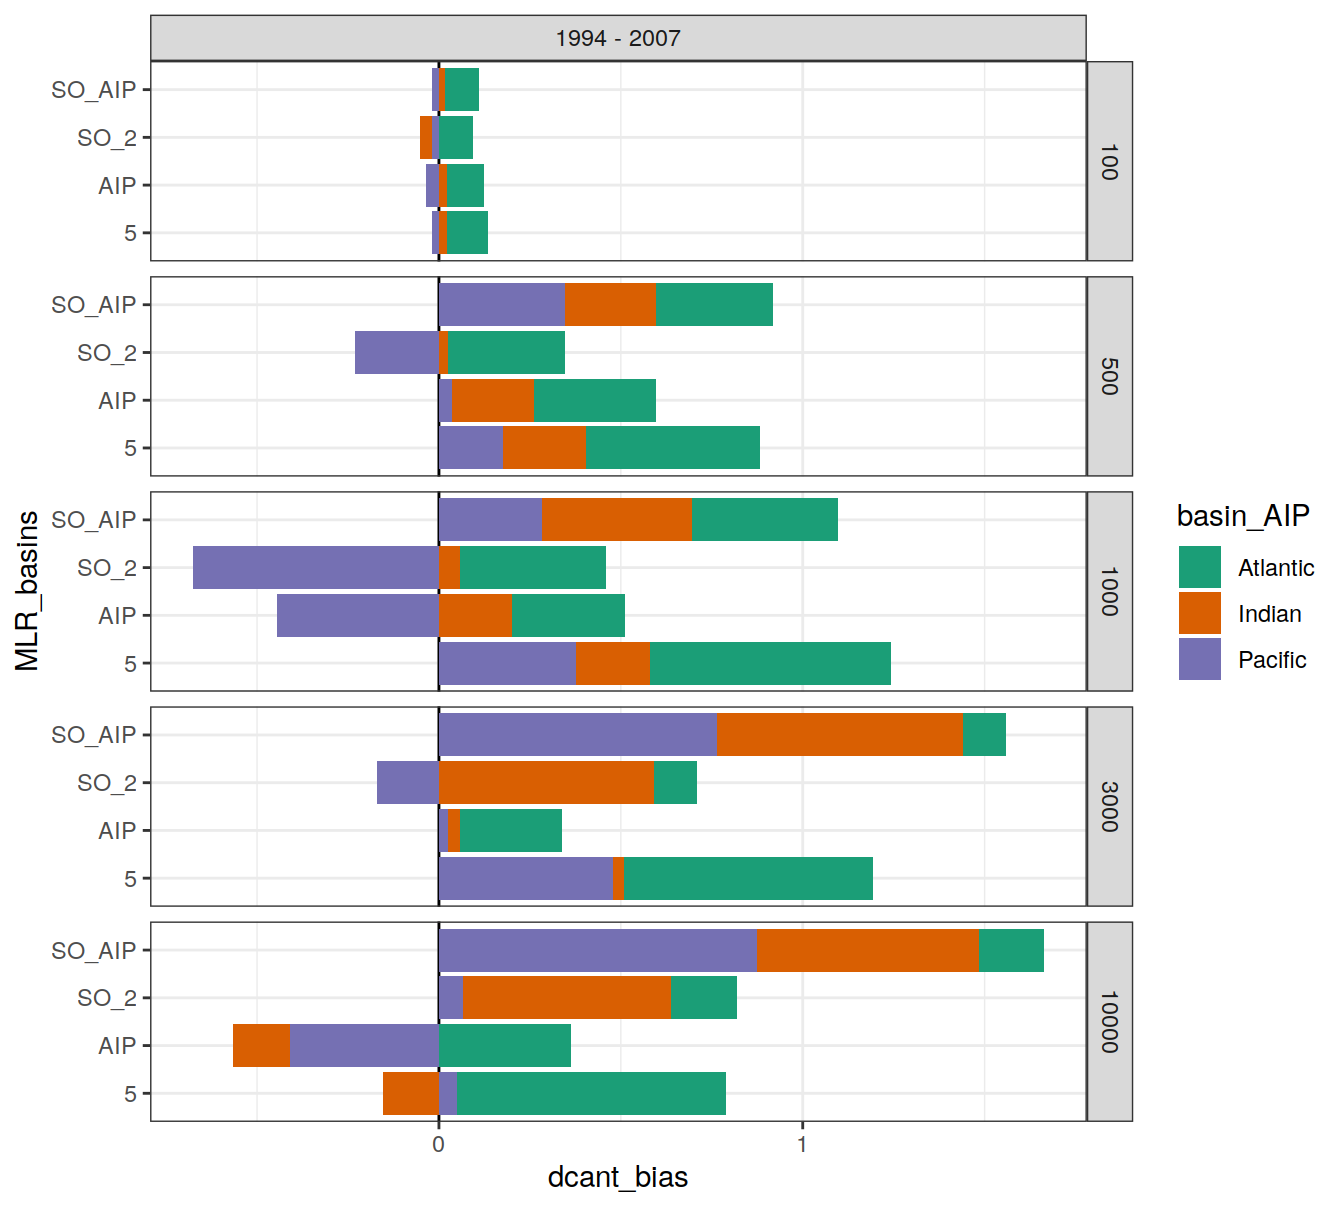 1994 - 2007
SO_AIP
SO_2
AIP
5
100
SO_AIP
SO_2
AIP
5
500
SO_AIP
SO_2
AIP
5
1000
SO_AIP
SO_2
AIP
5
3000
SO_AIP
SO_2
AIP
5
10000
0
1
dcant_bias
MLR_basins
basin_AIP
Atlantic
Indian
Pacific